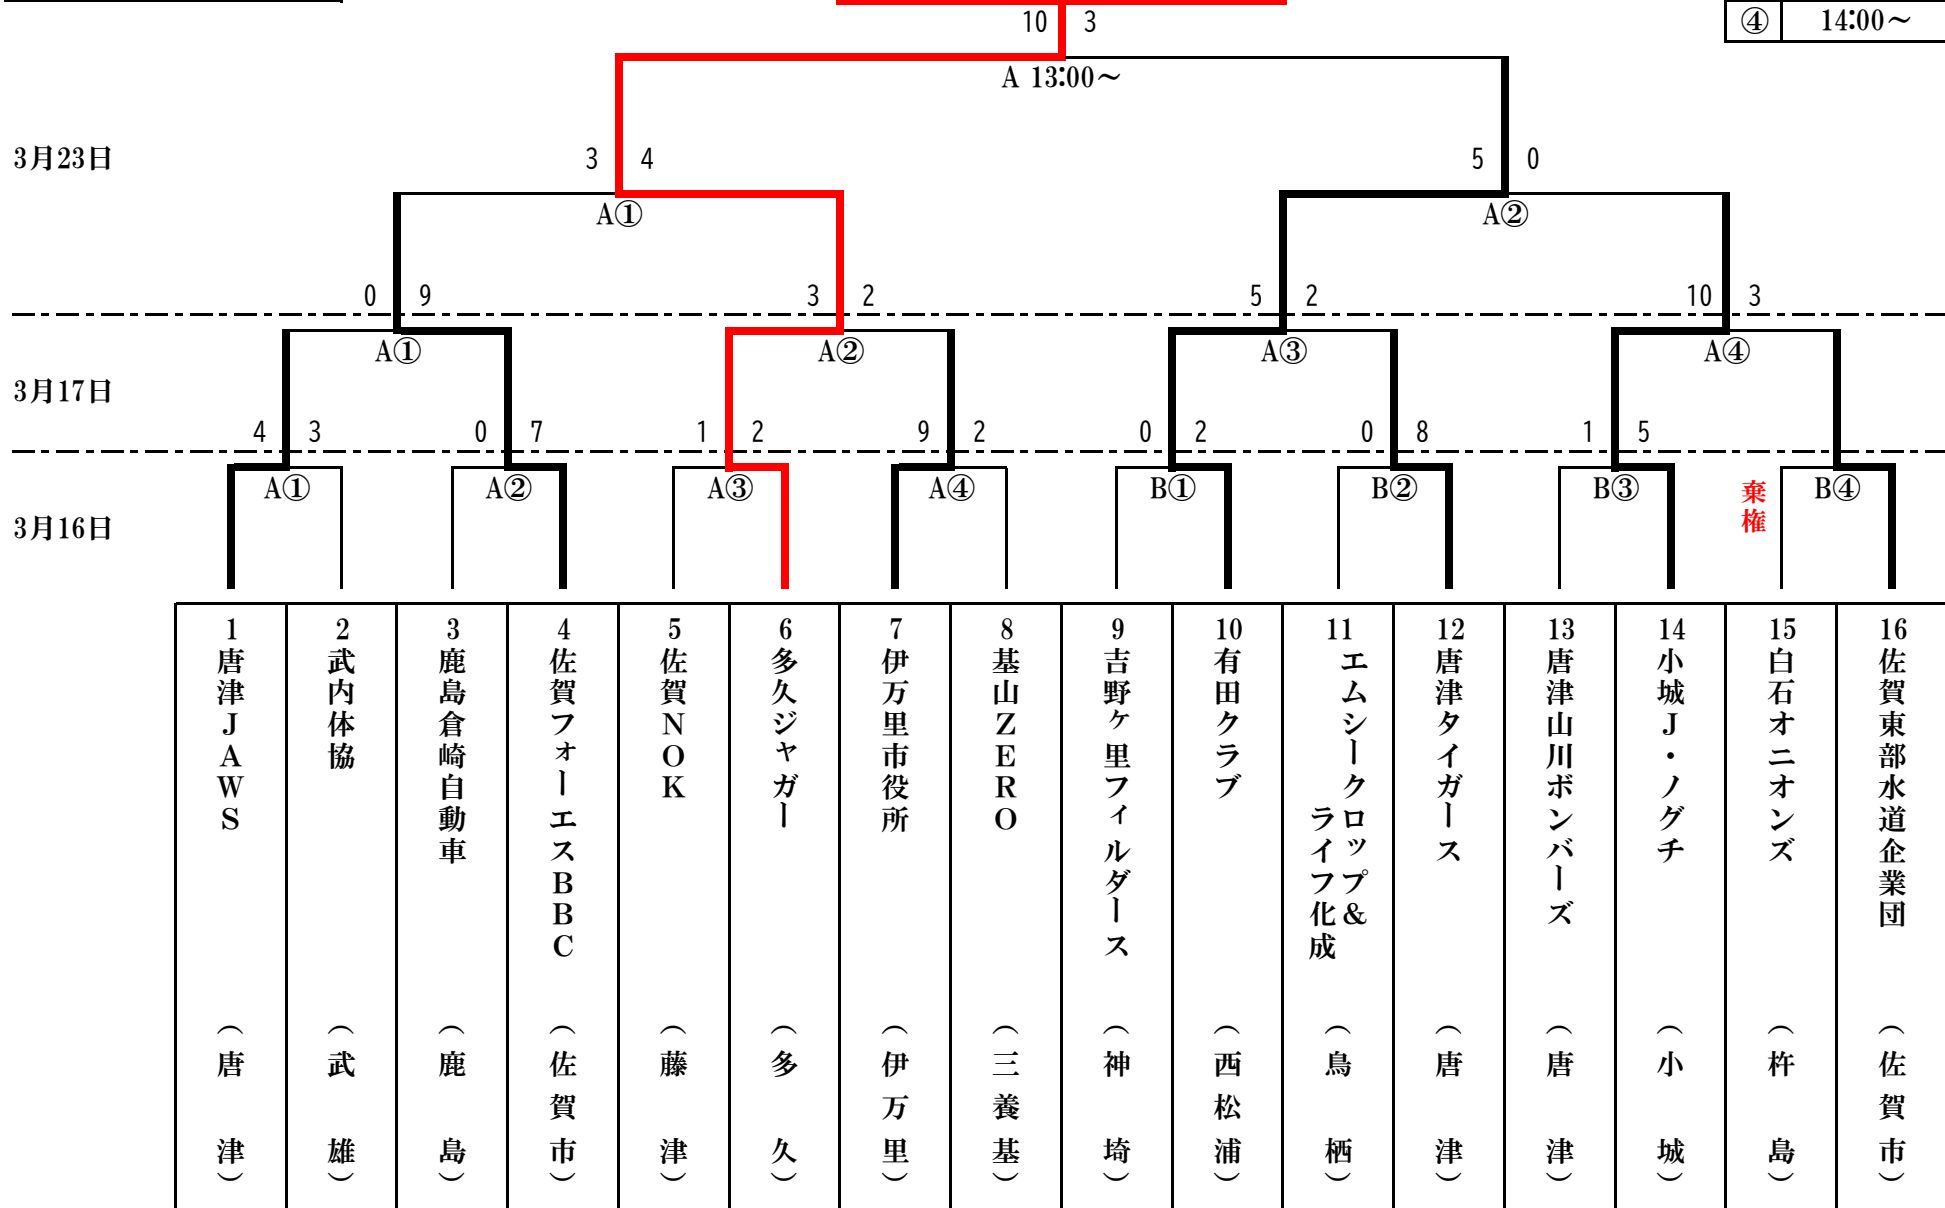 10 3
④ 14:00～
A 13:00～
3月23日
3 4
5 0
A①
A②
0 9
3 2
5 2
10 3
A①
A②
A③
A④
3月17日
4 3
0 7
1 2
9 2
0 2
0 8
1 5
A①
A②
A③
A④
B①
B②
B③
棄権
B④
3月16日
1 唐津JAWS （唐津）
2 武内体協 （武雄）
3 鹿島倉崎自動車 （鹿島）
4 佐賀フォーエスBBC （佐賀市）
5 佐賀NOK （藤津）
6 多久ジャガー （多久）
7 伊万里市役所 （伊万里）
8 基山ZERO （三養基）
9 吉野ヶ里フィルダース （神埼）
10 有田クラブ （西松浦）
11 エムシークロップ&
ライフ化成 （鳥栖）
12 唐津タイガース （唐津）
13 唐津山川ボンバーズ （唐津）
14 小城J・ノグチ （小城）
15 白石オニオンズ （杵島）
16 佐賀東部水道企業団 （佐賀市）